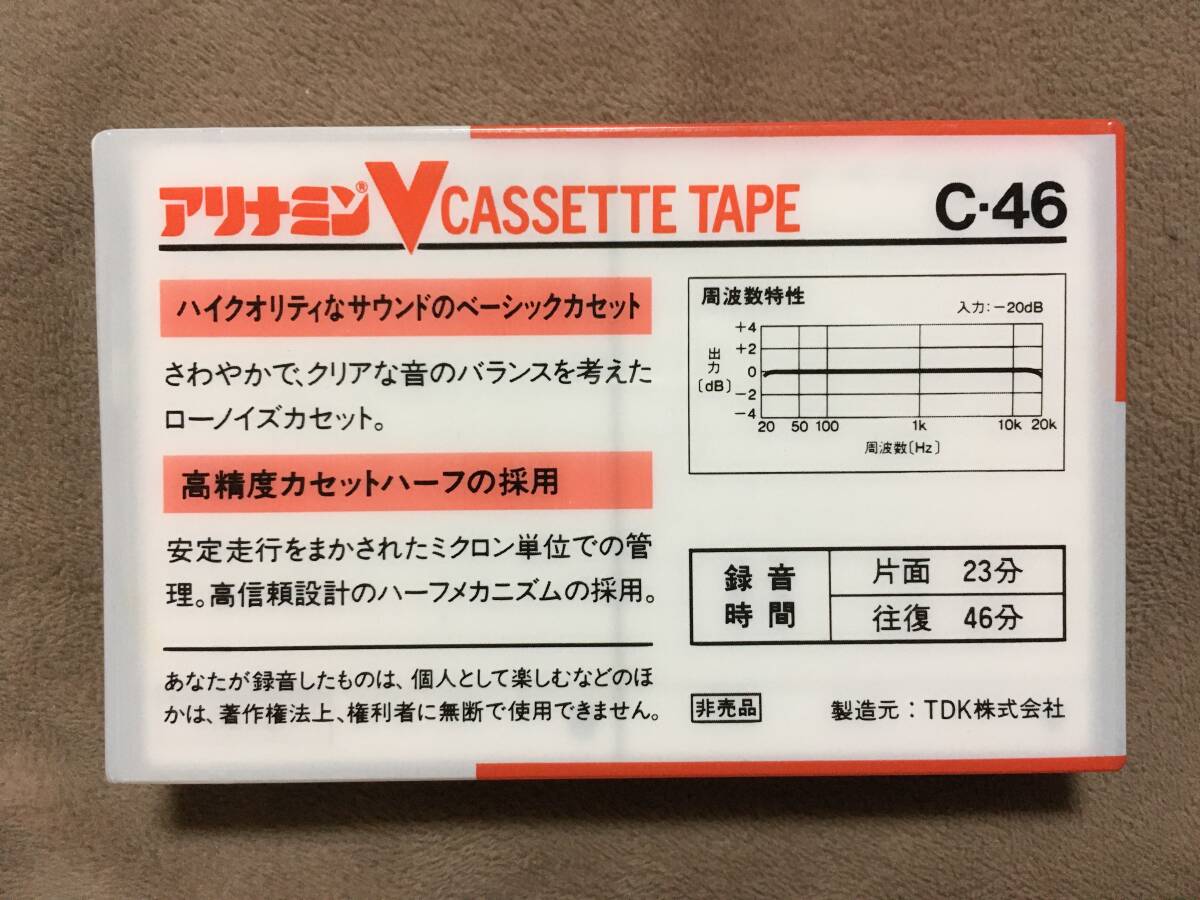 アリナミン® V CASSETTE TAPE C·46
ハイクオリティなサウンドのベーシックカセット
さわやかで、クリアな音のバランスを考えた
ローノイズカセット。
高精度カセットハーフの採用
安定走行をまかされたミクロン単位での管
理。高信頼設計のハーフメカニズムの採用。
あなたが録音したものは、個人として楽しむなどのほ
かは、著作権法上、権利者に無断で使用できません。
周波数特性
入力:−20dB
出力〔dB〕
+4
+2
0
−2
−4
20 50 100 1k 10k 20k
周波数〔Hz〕
録音
時間
片面 23分
往復 46分
非売品
製造元:TDK株式会社